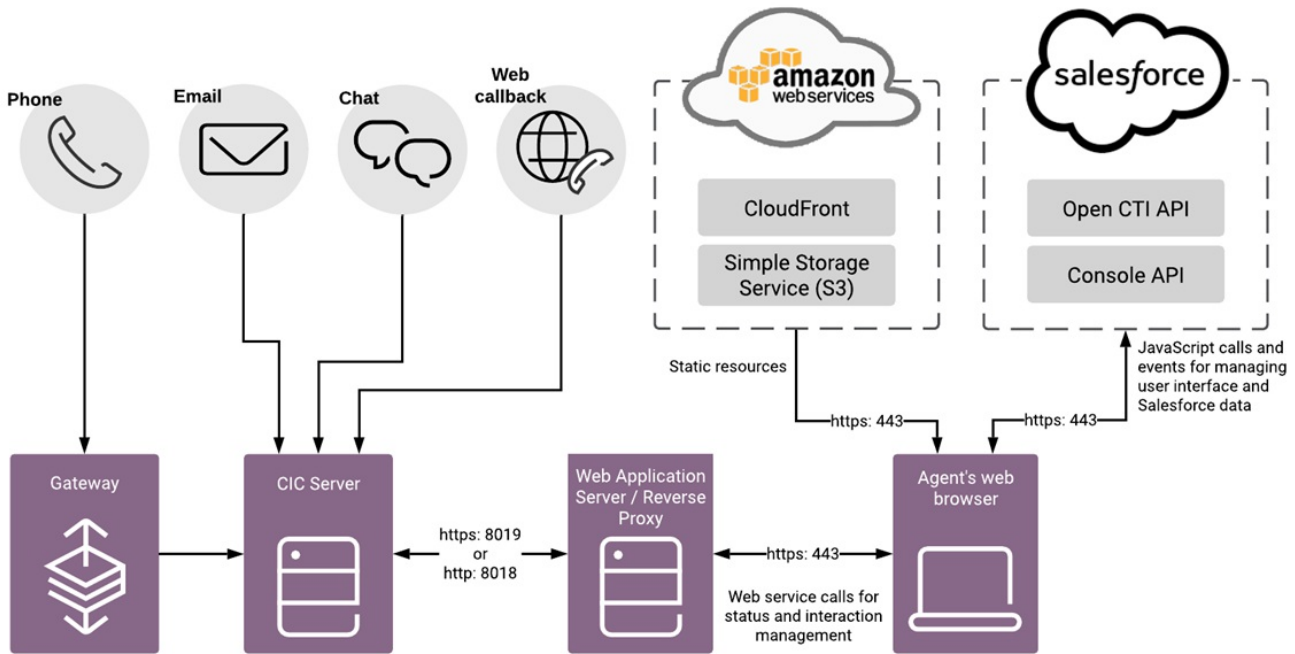 Phone
Email
Chat
Web
callback
amazon
webservices
salesforce
CloudFront
Simple Storage
Service (S3)
Open CTI API
Console API
Static resources
JavaScript calls and
events for managing
user interface and
Salesforce data
https: 443
https: 443
Gateway
CIC Server
Web Application
Server / Reverse
Proxy
Agent's web
browser
https: 8019
or
http: 8018
https: 443
Web service calls for
status and interaction
management